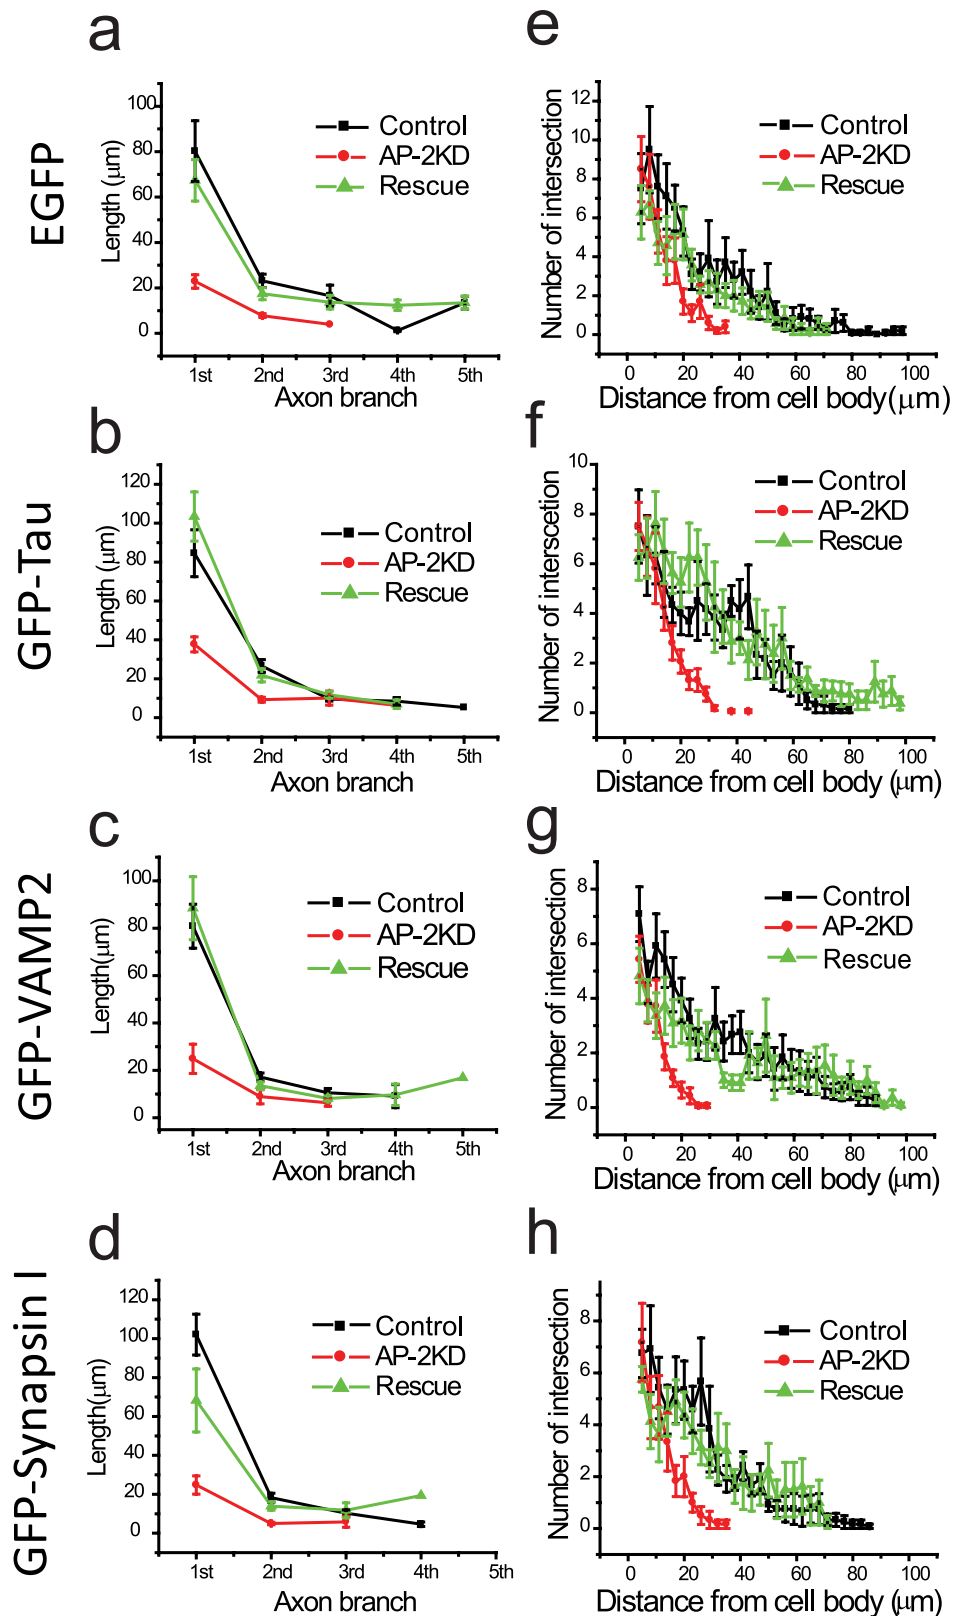 a
EGFP
Length (μm)
100
80
60
40
20
0
Control
AP-2KD
Rescue
1st 2nd 3rd 4th 5th
Axon branch
e
Number of intersection
12
10
8
6
4
2
0
Control
AP-2KD
Rescue
0 20 40 60 80 100
Distance from cell body(μm)
b
GFP-Tau
Length (μm)
120
100
80
60
40
20
0
Control
AP-2KD
Rescue
1st 2nd 3rd 4th 5th
Axon branch
f
Number of interscetion
10
8
6
4
2
0
Control
AP-2KD
Rescue
0 20 40 60 80 100
Distance from cell body (μm)
c
GFP-VAMP2
Length(μm)
100
80
60
40
20
0
Control
AP-2KD
Rescue
1st 2nd 3rd 4th 5th
Axon branch
g
Number of intersection
8
6
4
2
0
Control
AP-2KD
Rescue
0 20 40 60 80 100
Distance from cell body (μm)
d
GFP-Synapsin I
Length(μm)
120
100
80
60
40
20
0
Control
AP-2KD
Rescue
1st 2nd 3rd 4th 5th
Axon branch
h
Number of intersection
8
6
4
2
0
Control
AP-2KD
Rescue
0 20 40 60 80 100
Distance from cell body (μm)